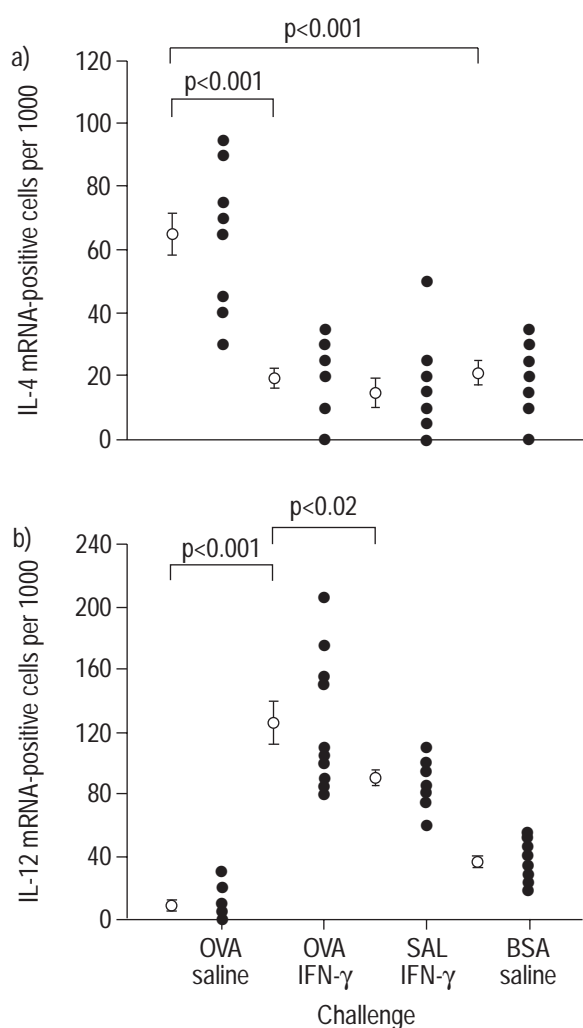 a)
p<0.001
p<0.001
120
100
80
60
40
20
0
IL-4 mRNA-positive cells per 1000
b)
p<0.02
p<0.001
240
200
160
120
80
40
0
IL-12 mRNA-positive cells per 1000
OVA saline
OVA IFN-γ
SAL IFN-γ
BSA saline
Challenge